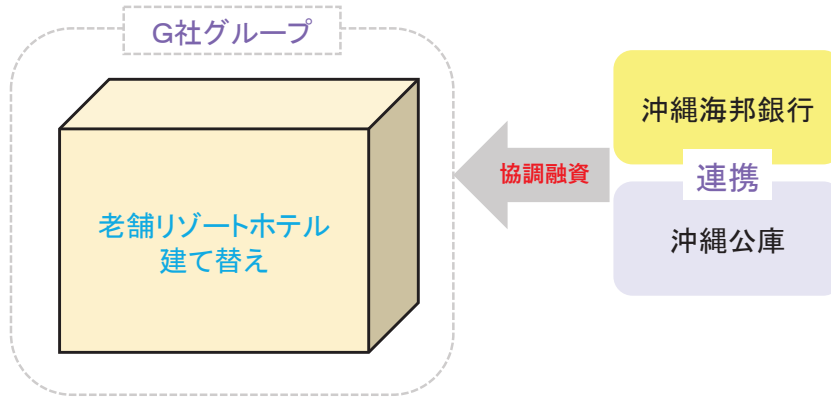 G社グループ
老舗リゾートホテル
建て替え
協調融資
沖縄海邦銀行
連携
沖縄公庫